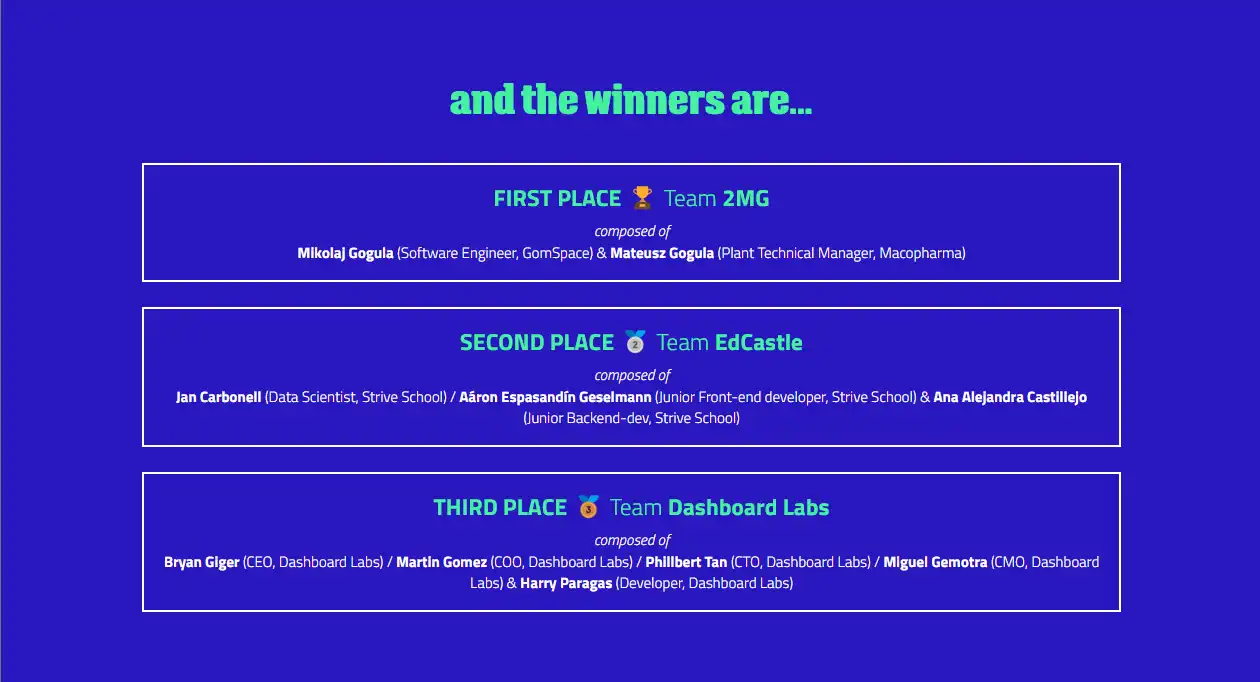 and the winners are...
FIRST PLACE 🏆 Team 2MG
composed of
Mikolaj Gogula (Software Engineer, GomSpace) & Mateusz Gogula (Plant Technical Manager, Macopharma)
SECOND PLACE 🥈 Team EdCastle
composed of
Jan Carbonell (Data Scientist, Strive School) / Aáron Espasandín Geselmann (Junior Front-end developer, Strive School) & Ana Alejandra Castillejo
(Junior Backend-dev, Strive School)
THIRD PLACE 🥉 Team Dashboard Labs
composed of
Bryan Giger (CEO, Dashboard Labs) / Martin Gomez (COO, Dashboard Labs) / Philibert Tan (CTO, Dashboard Labs) / Miguel Gemotra (CMO, Dashboard
Labs) & Harry Paragas (Developer, Dashboard Labs)